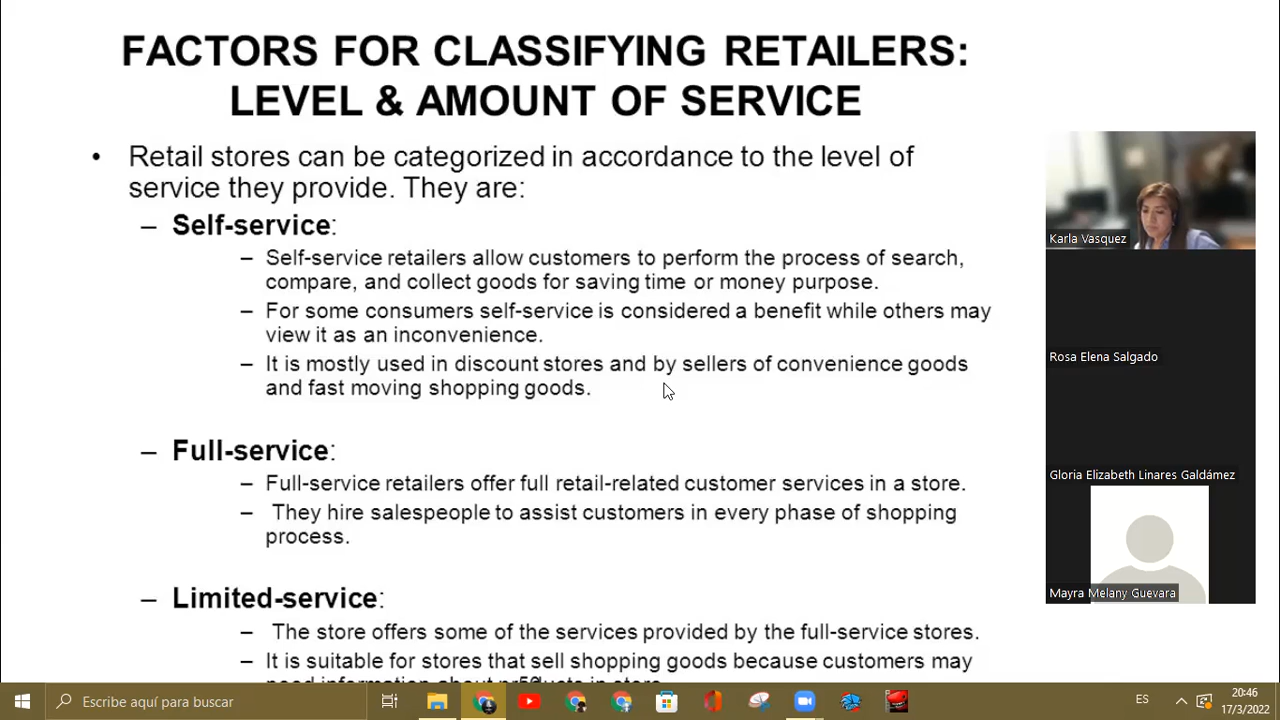 FACTORS FOR CLASSIFYING RETAILERS:
LEVEL & AMOUNT OF SERVICE
• Retail stores can be categorized in accordance to the level of
service they provide. They are:
– Self-service:
– Self-service retailers allow customers to perform the process of search,
compare, and collect goods for saving time or money purpose.
– For some consumers self-service is considered a benefit while others may
view it as an inconvenience.
– It is mostly used in discount stores and by sellers of convenience goods
and fast moving shopping goods.
– Full-service:
– Full-service retailers offer full retail-related customer services in a store.
– They hire salespeople to assist customers in every phase of shopping
process.
– Limited-service:
– The store offers some of the services provided by the full-service stores.
– It is suitable for stores that sell shopping goods because customers may
need information about products in store.
Karla Vasquez
Rosa Elena Salgado
Gloria Elizabeth Linares Galdámez
Mayra Melany Guevara
Escribe aquí para buscar
ES
20:46
17/3/2022